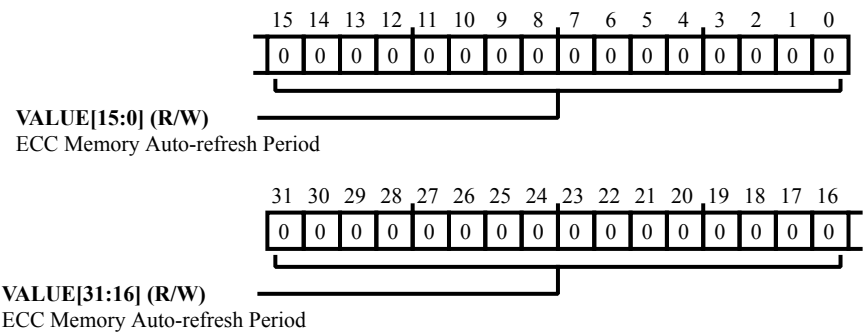 15 14 13 12 11 10 9 8 7 6 5 4 3 2 1 0
0 0 0 0 0 0 0 0 0 0 0 0 0 0 0 0
VALUE[15:0] (R/W)
ECC Memory Auto-refresh Period
31 30 29 28 27 26 25 24 23 22 21 20 19 18 17 16
0 0 0 0 0 0 0 0 0 0 0 0 0 0 0 0
VALUE[31:16] (R/W)
ECC Memory Auto-refresh Period